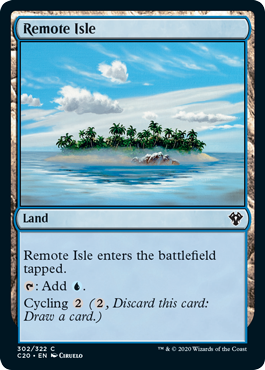 Remote Isle
Land
Remote Isle enters the battlefield
tapped.
: Add .
Cycling 2 (2, Discard this card:
Draw a card.)
302/322 C
C20 • EN Ciruelo
™ & © 2020 Wizards of the Coast